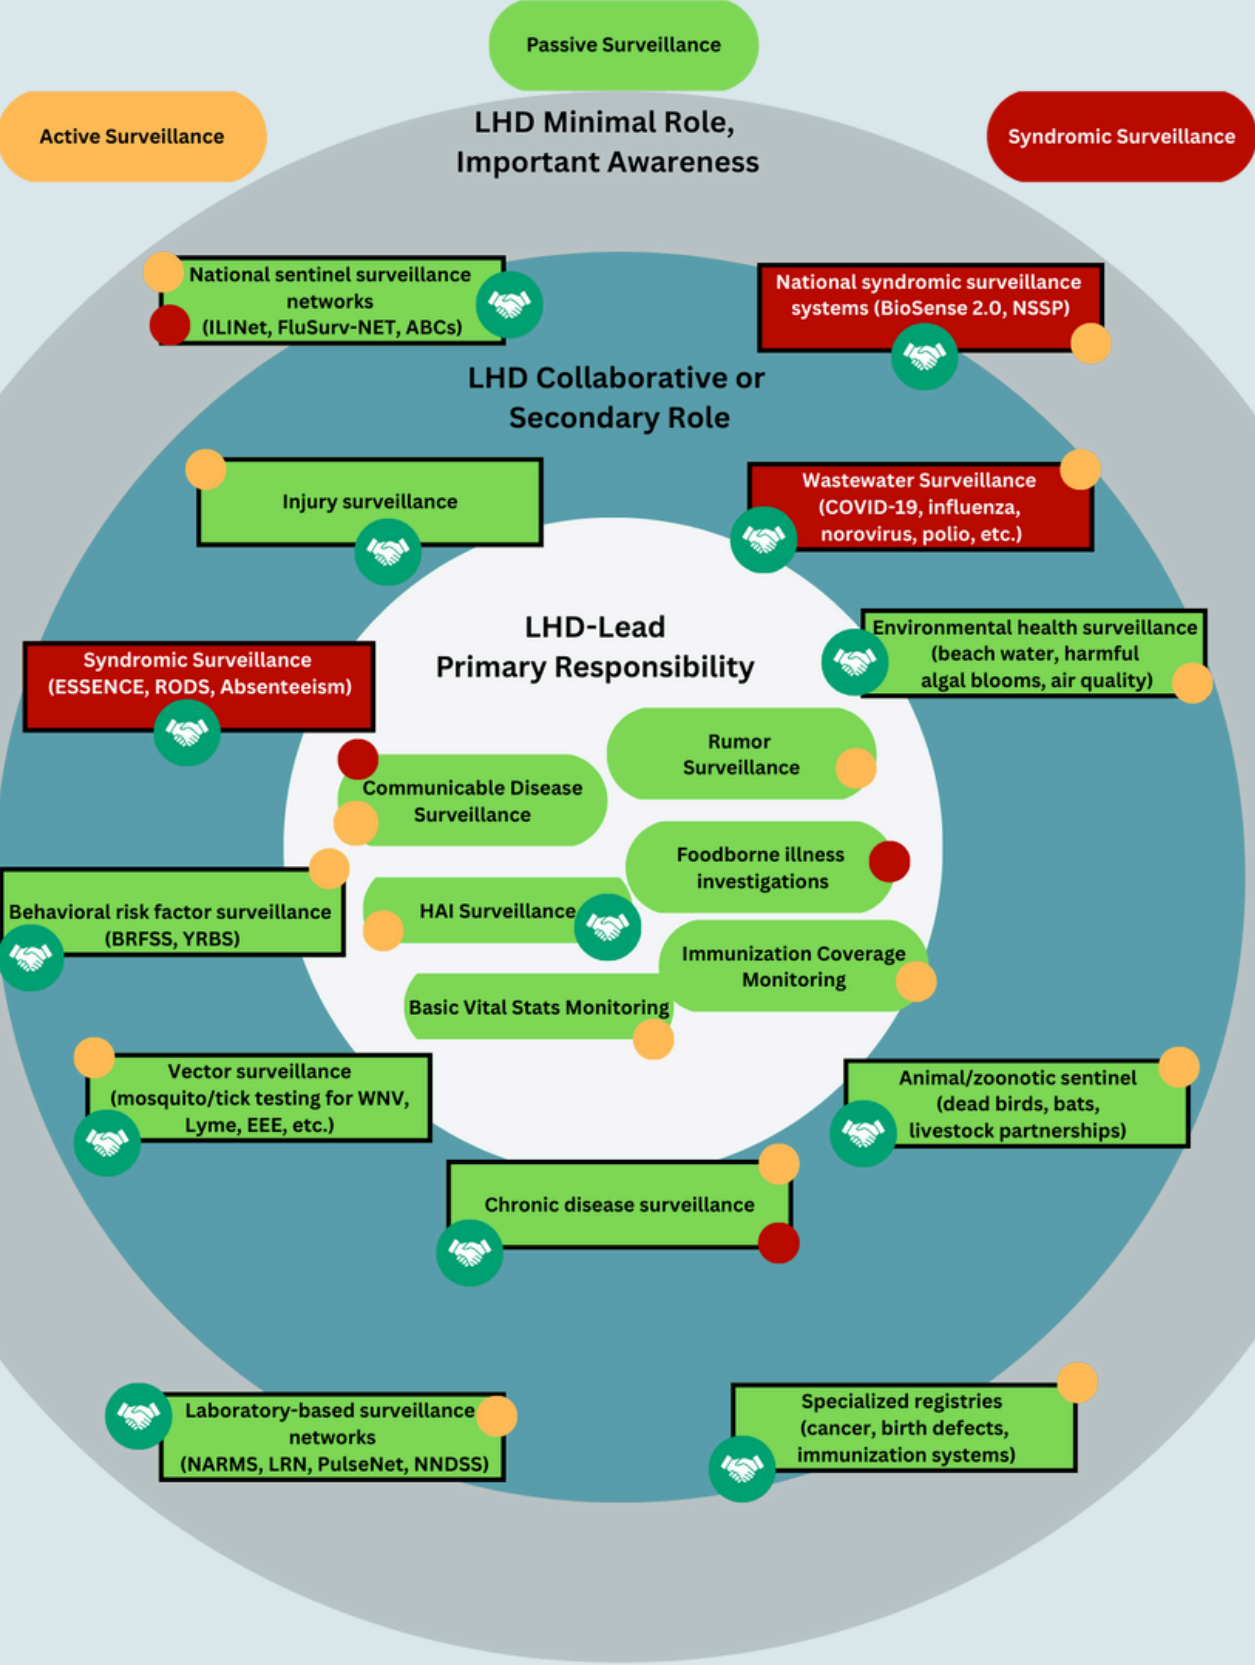 Passive Surveillance
Active Surveillance
Syndromic Surveillance
LHD Minimal Role,
Important Awareness
National sentinel surveillance
networks
(ILINet, FluSurv-NET, ABCs)
National syndromic surveillance
systems (BioSense 2.0, NSSP)
LHD Collaborative or
Secondary Role
Injury surveillance
Wastewater Surveillance
(COVID-19, influenza,
norovirus, polio, etc.)
Syndromic Surveillance
(ESSENCE, RODS, Absenteeism)
LHD-Lead
Primary Responsibility
Environmental health surveillance
(beach water, harmful
algal blooms, air quality)
Communicable Disease
Surveillance
Rumor
Surveillance
Foodborne illness
investigations
Behavioral risk factor surveillance
(BRFSS, YRBS)
HAI Surveillance
Immunization Coverage
Monitoring
Basic Vital Stats Monitoring
Vector surveillance
(mosquito/tick testing for WNV,
Lyme, EEE, etc.)
Animal/zoonotic sentinel
(dead birds, bats,
livestock partnerships)
Chronic disease surveillance
Laboratory-based surveillance
networks
(NARMS, LRN, PulseNet, NNDSS)
Specialized registries
(cancer, birth defects,
immunization systems)